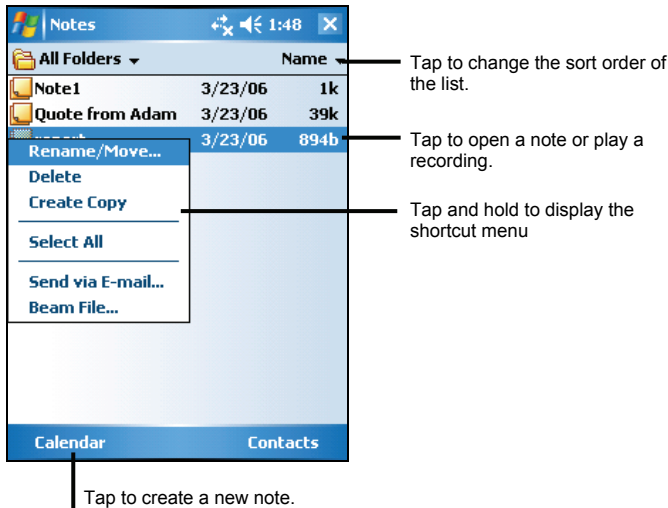 Notes 1:48
All Folders Name
Note1 3/23/06 1k
Quote from Adam 3/23/06 39k
report 3/23/06 894b
Rename/Move...
Delete
Create Copy
Select All
Send via E-mail...
Beam File...
Calendar Contacts
Tap to change the sort order of
the list.
Tap to open a note or play a
recording.
Tap and hold to display the
shortcut menu
Tap to create a new note.